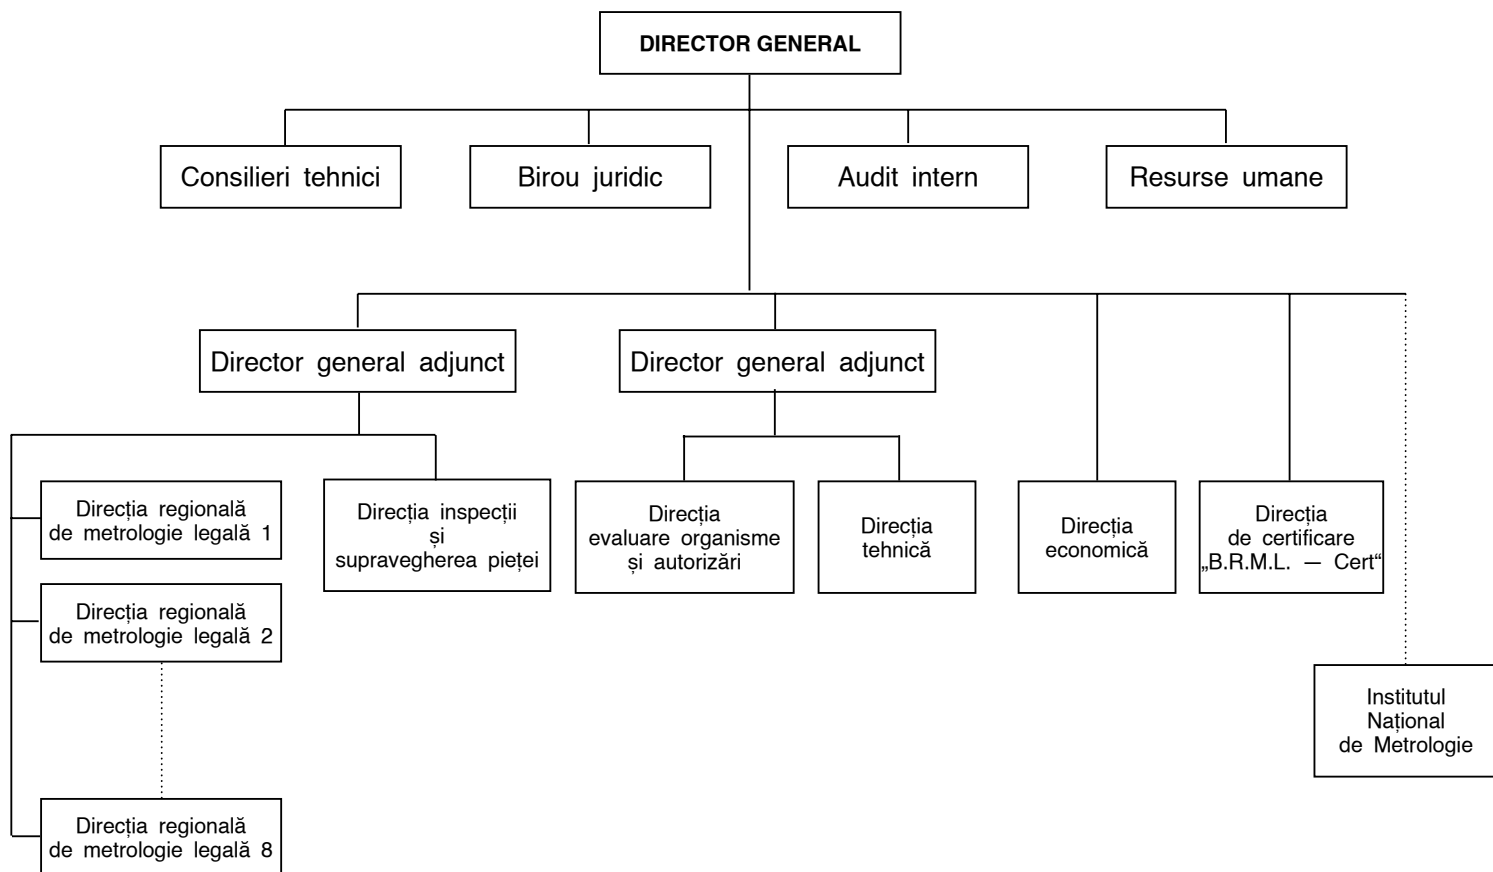 DIRECTOR GENERAL
Consilieri tehnici
Birou juridic
Audit intern
Resurse umane
Director general adjunct
Director general adjunct
Direcția regională
de metrologie legală 1
Direcția inspecții
și
supravegherea pieței
Direcția
evaluare organisme
și autorizări
Direcția
tehnică
Direcția
economică
Direcția
de certificare
„B.R.M.L. — Cert“
Direcția regională
de metrologie legală 2
Institutul
Național
de Metrologie
Direcția regională
de metrologie legală 8